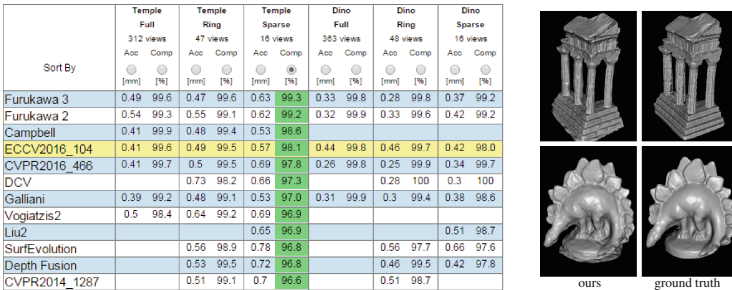 Temple Temple Temple Dino Dino Dino
Full Ring Sparse Full Ring Sparse
312 views 47 views 16 views 363 views 48 views 16 views
Acc Comp Acc Comp Acc Comp Acc Comp Acc Comp Acc Comp
Sort By
[mm] [%] [mm] [%] [mm] [%] [mm] [%] [mm] [%] [mm] [%]
Furukawa 3 0.49 99.6 0.47 99.6 0.63 99.3 0.33 99.8 0.28 99.8 0.37 99.2
Furukawa 2 0.54 99.3 0.55 99.1 0.62 99.2 0.32 99.9 0.33 99.6 0.42 99.2
Campbell 0.41 99.9 0.48 99.4 0.53 98.6
ECCV2016_104 0.41 99.6 0.49 99.5 0.57 98.1 0.44 99.8 0.46 99.7 0.42 98.0
CVPR2016_466 0.41 99.7 0.5 99.5 0.69 97.8 0.26 99.8 0.25 99.9 0.34 99.7
DCV 0.73 98.2 0.66 97.3 0.28 100 0.3 100
Galliani 0.39 99.2 0.48 99.1 0.53 97.0 0.31 99.9 0.3 99.4 0.38 98.6
Vogiatzis2 0.5 98.4 0.64 99.2 0.69 96.9
Liu2 0.65 96.9 0.51 98.7
SurfEvolution 0.56 98.9 0.78 96.8 0.56 97.7 0.66 97.6
Depth Fusion 0.53 99.5 0.72 96.8 0.46 99.5 0.42 97.8
CVPR2014_1287 0.51 99.1 0.7 96.6 0.51 98.7
ours ground truth